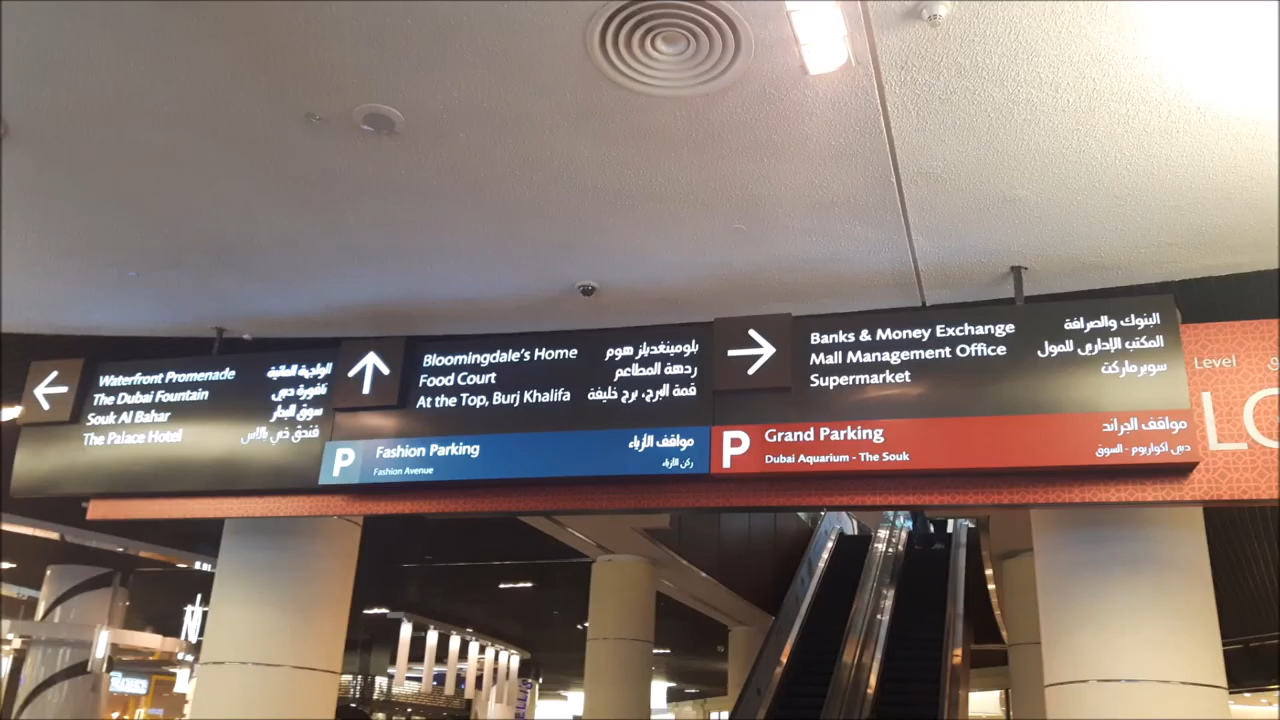 Waterfront Promenade
الواجهة المائية
The Dubai Fountain
نافورة دبي
Souk Al Bahar
سوق البحار
The Palace Hotel
فندق ذي بالاس
Bloomingdale's Home
بلومينغديلز هوم
Food Court
ردهة المطاعم
At the Top, Burj Khalifa
قمة البرج، برج خليفة
P Fashion Parking
مواقف الأزياء
Fashion Avenue
ركن الأزياء
Banks & Money Exchange
البنوك والصرافة
Mall Management Office
المكتب الإداري للمول
Supermarket
سوبرماركت
P Grand Parking
مواقف الجراند
Dubai Aquarium - The Souk
دبي اكواريوم - السوق
Level